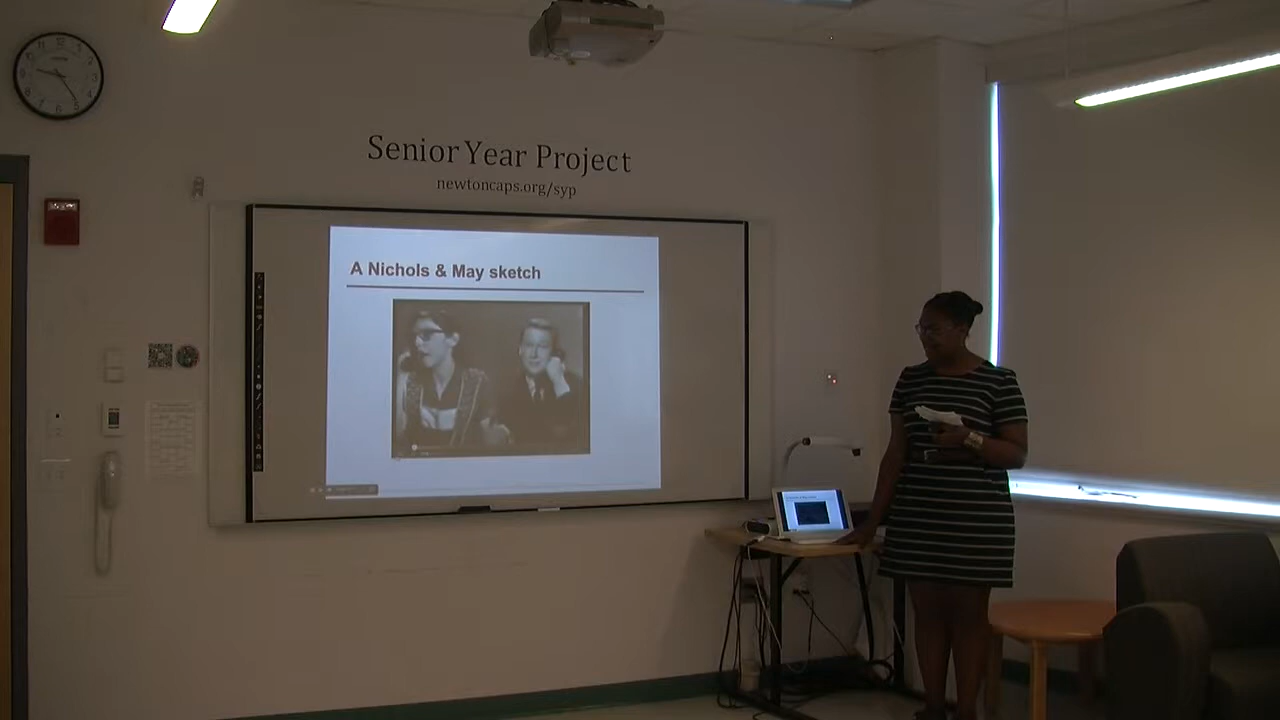 Senior Year Project
newtoncaps.org/syp
A Nichols & May sketch